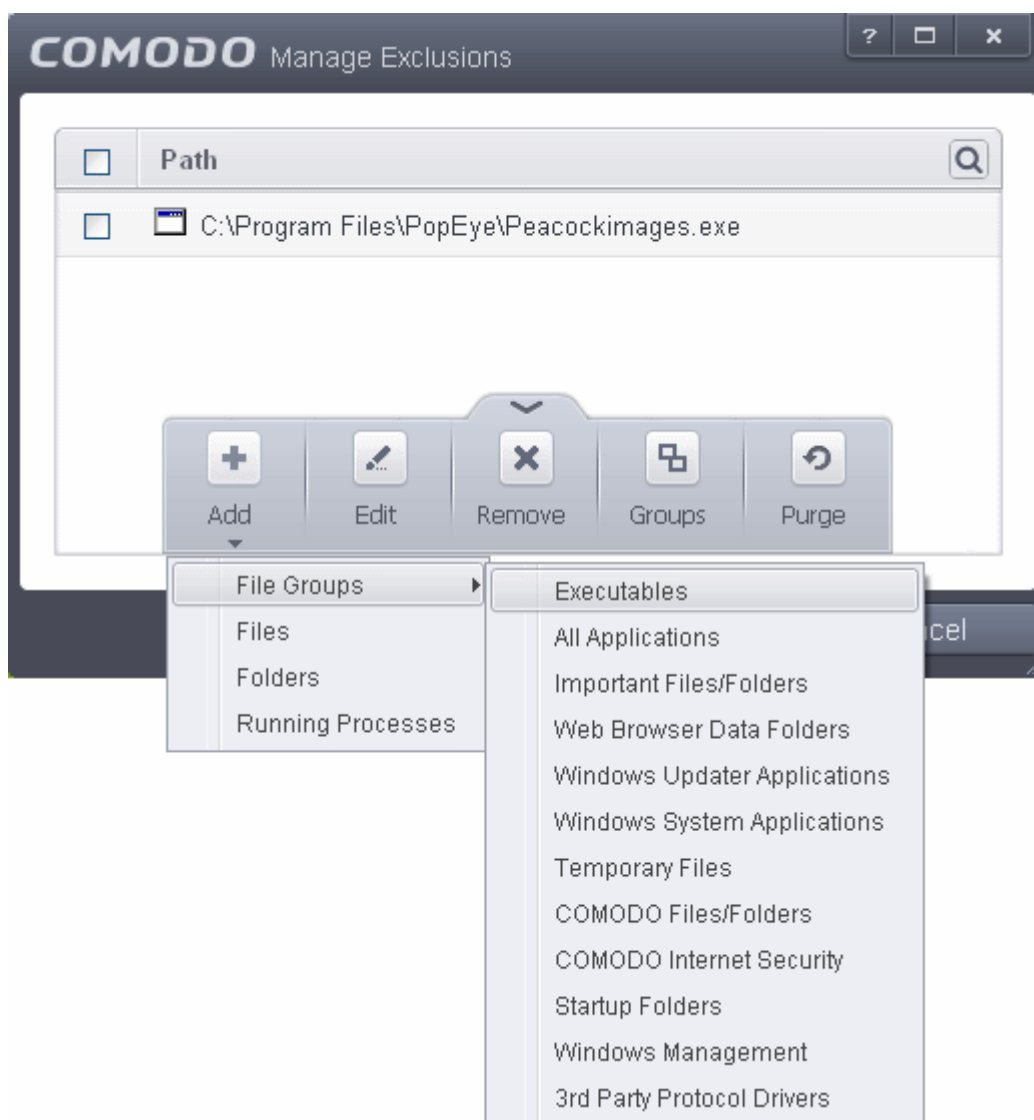 COMODO Manage Exclusions
?
Path
C:\Program Files\PopEye\Peacockimages.exe
Add Edit Remove Groups Purge
File Groups
Files
Folders
Running Processes
Executables
All Applications
Important Files/Folders
Web Browser Data Folders
Windows Updater Applications
Windows System Applications
Temporary Files
COMODO Files/Folders
COMODO Internet Security
Startup Folders
Windows Management
3rd Party Protocol Drivers